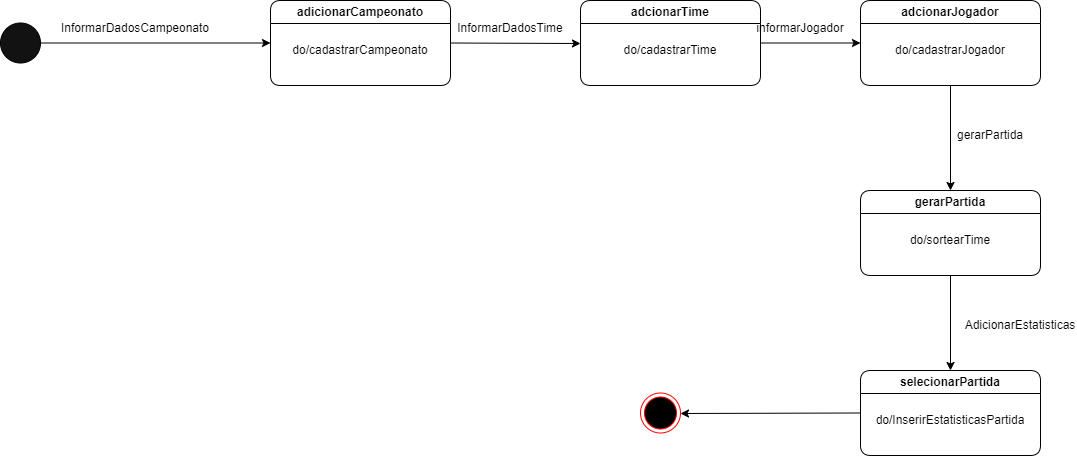 InformarDadosCampeonato
adicionarCampeonato
do/cadastrarCampeonato
InformarDadosTime
adcionarTime
do/cadastrarTime
informarJogador
adcionarJogador
do/cadastrarJogador
gerarPartida
gerarPartida
do/sortearTime
AdicionarEstatisticas
selecionarPartida
do/InserirEstatisticasPartida